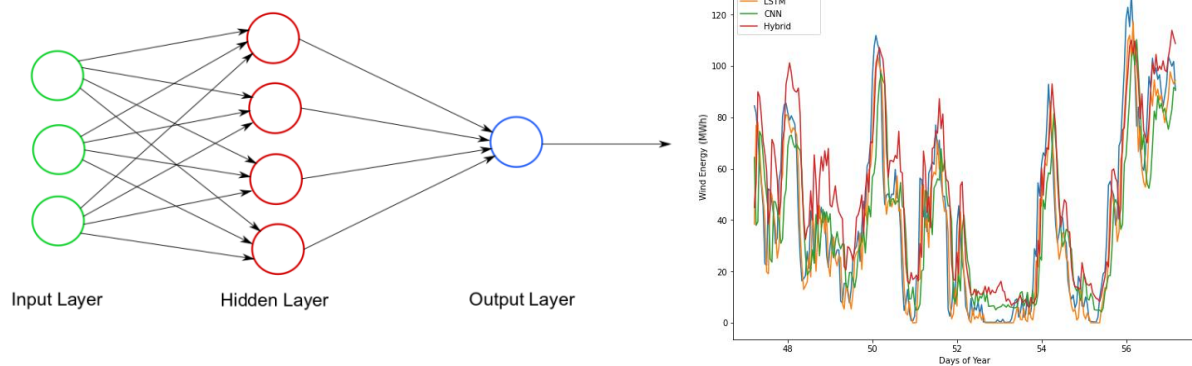 Input Layer
Hidden Layer
Output Layer
LSTM
CNN
Hybrid
120
100
80
60
40
20
0
Wind Energy (MWh)
48
50
52
54
56
Days of Year